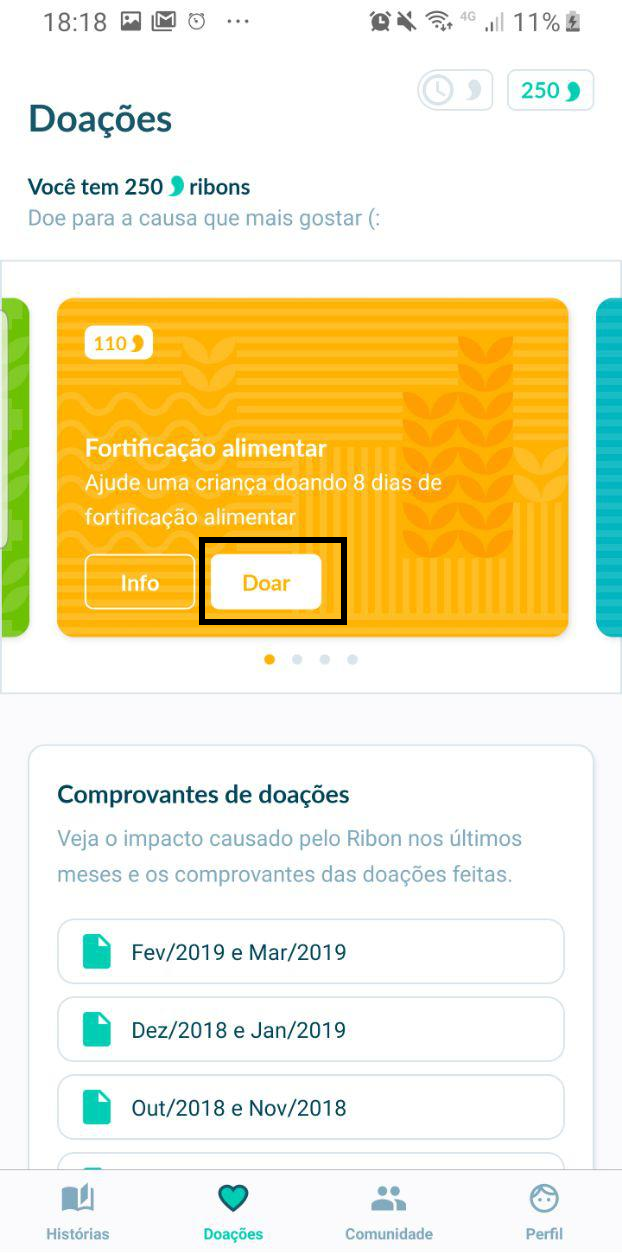 18:18 4G 11%
Doações
250
Você tem 250 ribons
Doe para a causa que mais gostar (:
110
Fortificação alimentar
Ajude uma criança doando 8 dias de
fortificação alimentar
Info Doar
Comprovantes de doações
Veja o impacto causado pelo Ribon nos últimos
meses e os comprovantes das doações feitas.
Fev/2019 e Mar/2019
Dez/2018 e Jan/2019
Out/2018 e Nov/2018
Histórias Doações Comunidade Perfil